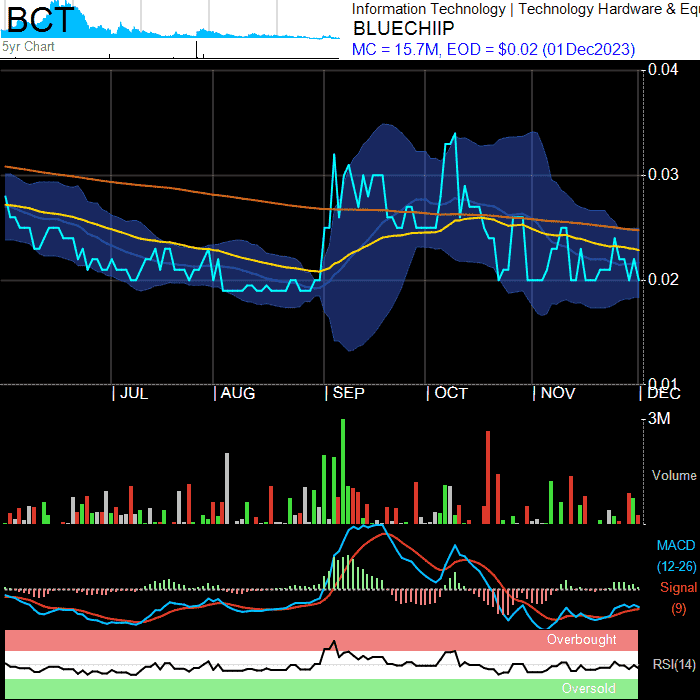 BCT
5yr Chart
Information Technology | Technology Hardware & Equ
BLUECHIIP
MC = 15.7M, EOD = $0.02 (01Dec2023)
0.04
0.03
0.02
0.01
JUL AUG SEP OCT NOV DEC
3M
Volume
MACD
(12-26)
Signal
(9)
Overbought
RSI(14)
Oversold